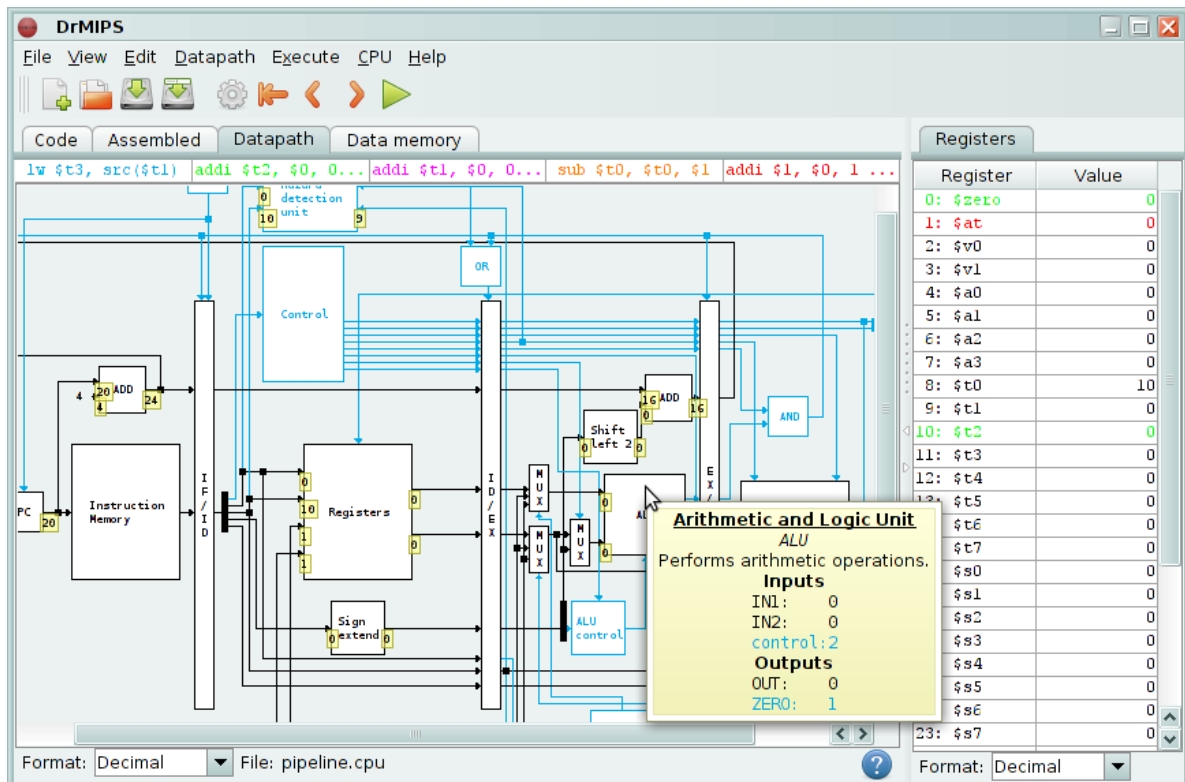 DrMIPS
File View Edit Datapath Execute CPU Help
Code Assembled Datapath Data memory
lw $t3, src($t1) addi $t2, $0, 0... addi $t1, $0, 0... sub $t0, $t0, $1 addi $1, $0, 1 ...
detection
unit
0
10
9
OR
Control
ADD
4
20
4
24
PC
20
Instruction
Memory
IF/ID
Registers
0
10
1
1
0
0
Sign
extend
0
0
ID/EX
MUX
MUX
MUX
Shift
left 2
0
0
ADD
16
0
16
AND
EX/
0
0
ALU
control
Arithmetic and Logic Unit
ALU
Performs arithmetic operations.
Inputs
IN1: 0
IN2: 0
control: 2
Outputs
OUT: 0
ZERO: 1
Format: Decimal File: pipeline.cpu ?
Registers
Register Value
0: $zero 0
1: $at 0
2: $v0 0
3: $v1 0
4: $a0 0
5: $a1 0
6: $a2 0
7: $a3 0
8: $t0 10
9: $t1 0
10: $t2 0
11: $t3 0
12: $t4 0
$t5 0
$t6 0
$t7 0
$s0 0
$s1 0
$s2 0
$s3 0
$s4 0
$s5 0
$s6 0
23: $s7 0
Format: Decimal